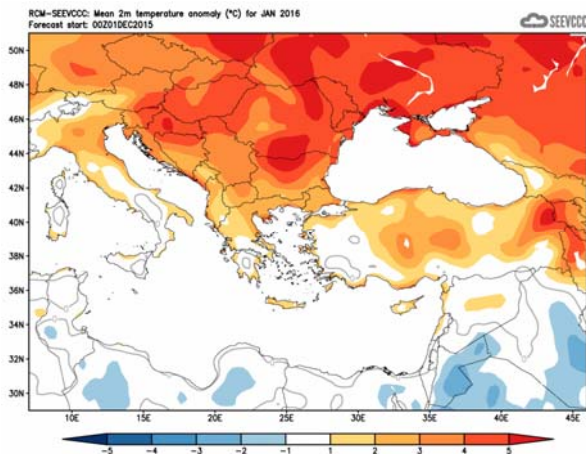 RCM-SEEVCCC: Mean 2m temperature anomaly (°C) for JAN 2016
Forecast start: 00Z01DEC2015
SEEVCCC
50N
48N
46N
44N
42N
40N
38N
36N
34N
32N
30N
10E 15E 20E 25E 30E 35E 40E 45E
-5 -4 -3 -2 -1 1 2 3 4 5